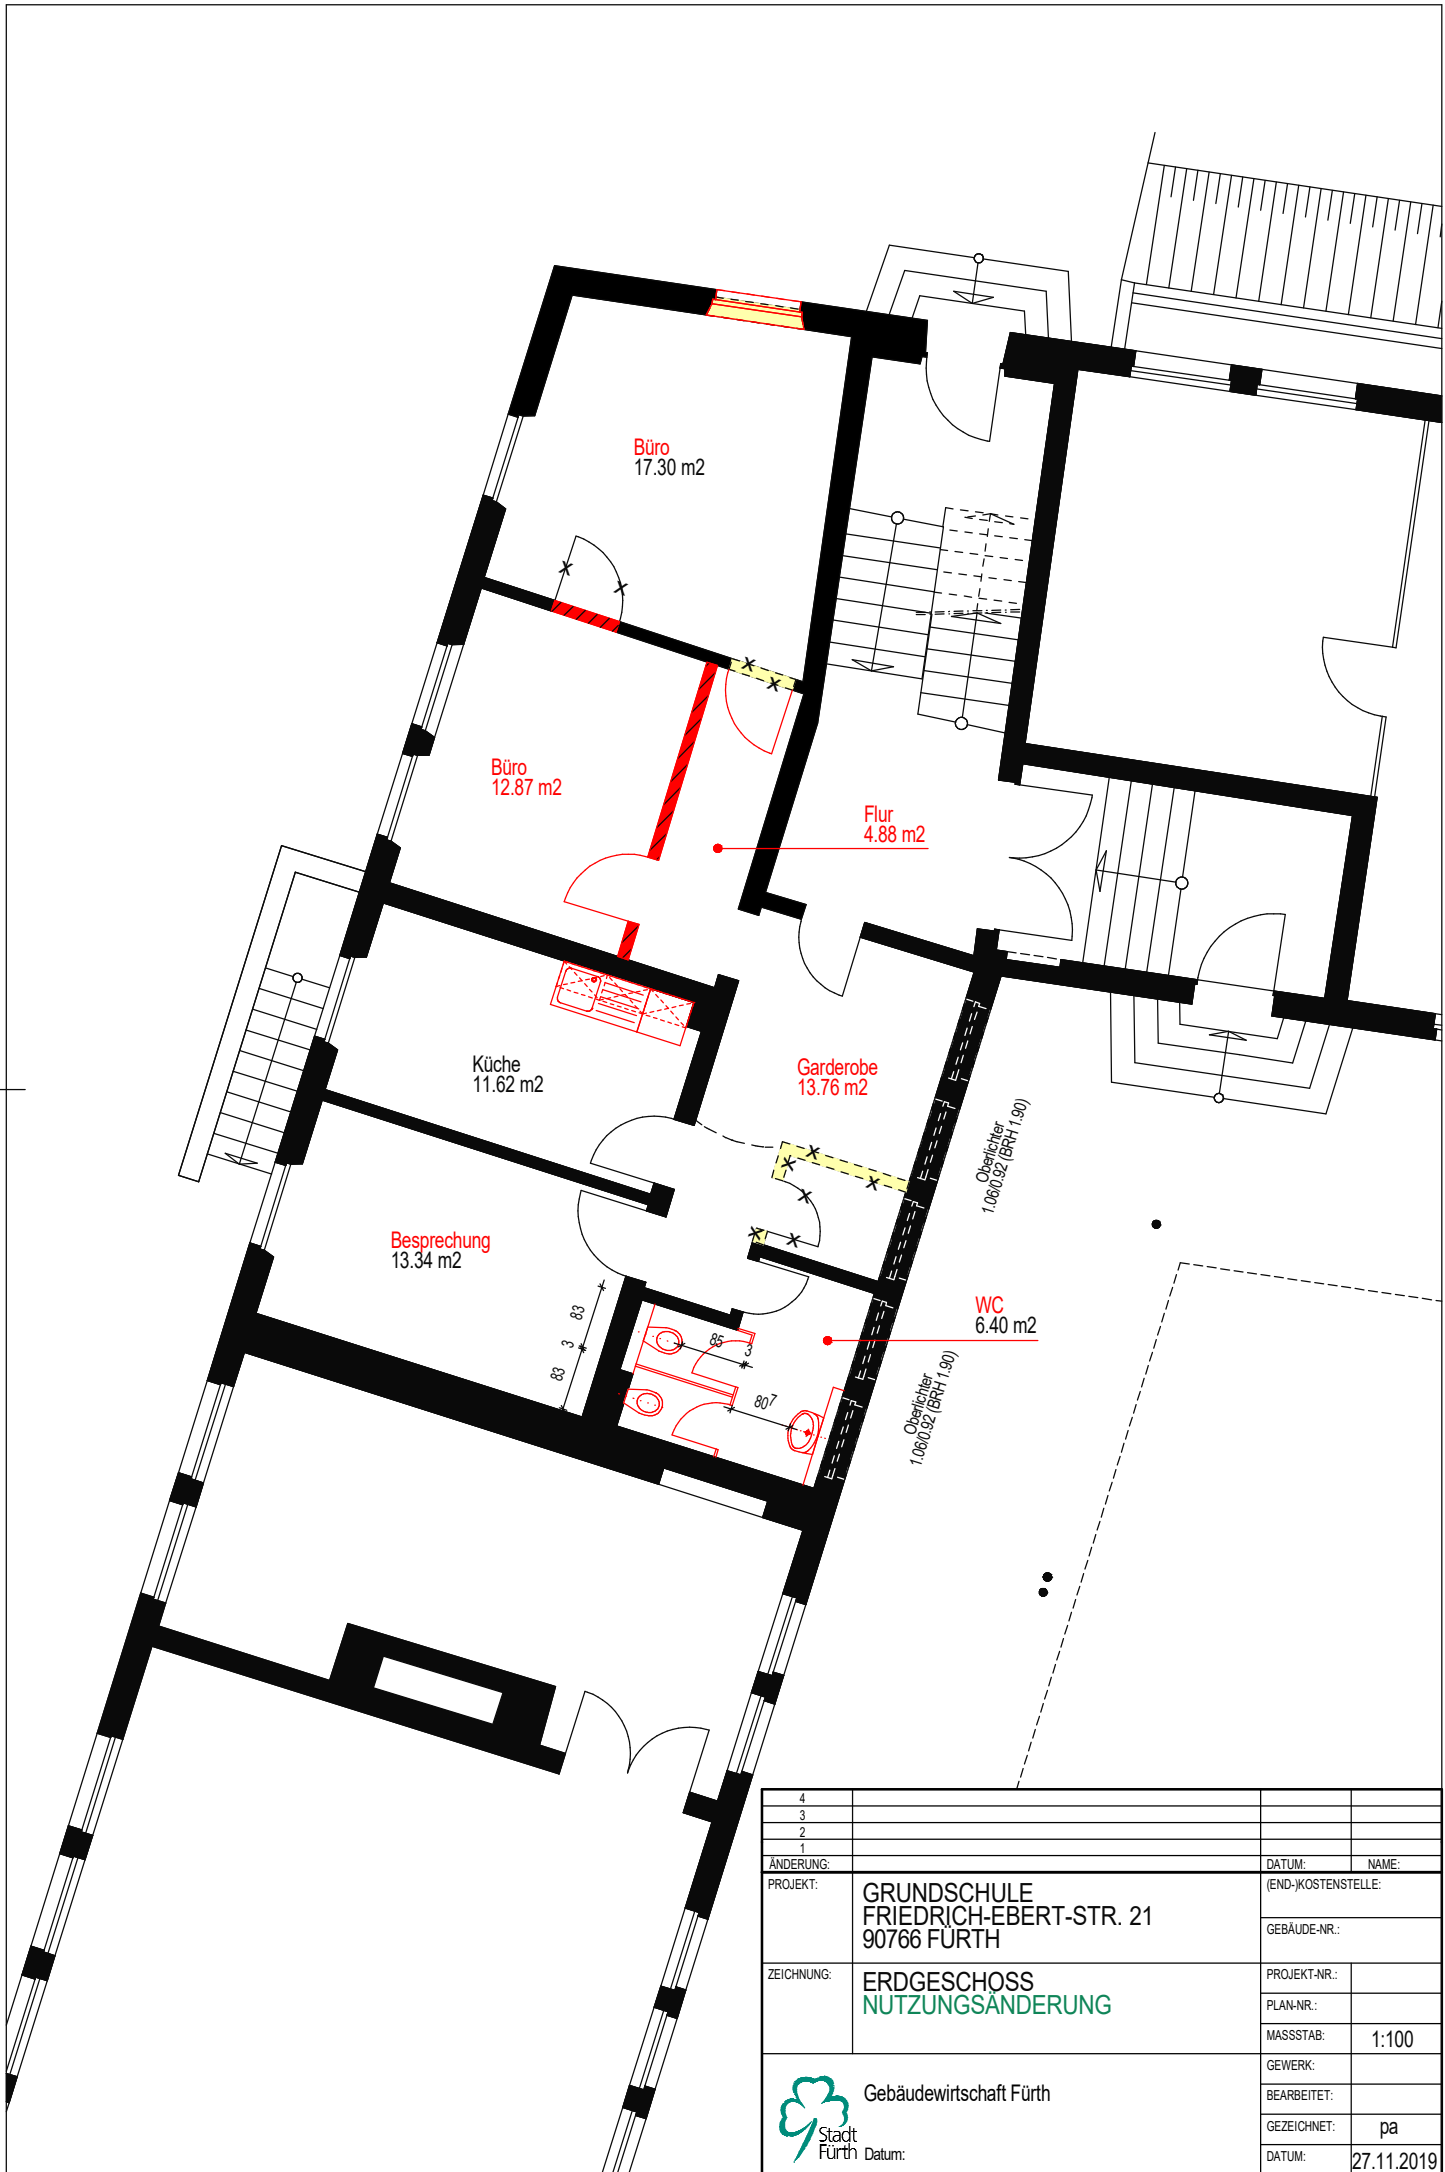 Büro
17.30 m2
Büro
12.87 m2
Flur
4.88 m2
Küche
11.62 m2
Garderobe
13.76 m2
Oberlichter
1.06/0.92 (BRH 1.90)
Besprechung
13.34 m2
WC
6.40 m2
83
3
83
85
3
807
Oberlichter
1.06/0.92 (BRH 1.90)
4
3
2
1
ÄNDERUNG: DATUM: NAME:
PROJEKT: GRUNDSCHULE
FRIEDRICH-EBERT-STR. 21
90766 FÜRTH
(END-)KOSTENSTELLE:
GEBÄUDE-NR.:
ZEICHNUNG: ERDGESCHOSS
NUTZUNGSÄNDERUNG
PROJEKT-NR.:
PLAN-NR.:
MASSSTAB: 1:100
Gebäudewirtschaft Fürth
Stadt
Fürth Datum:
GEWERK:
BEARBEITET:
GEZEICHNET: pa
DATUM: 27.11.2019